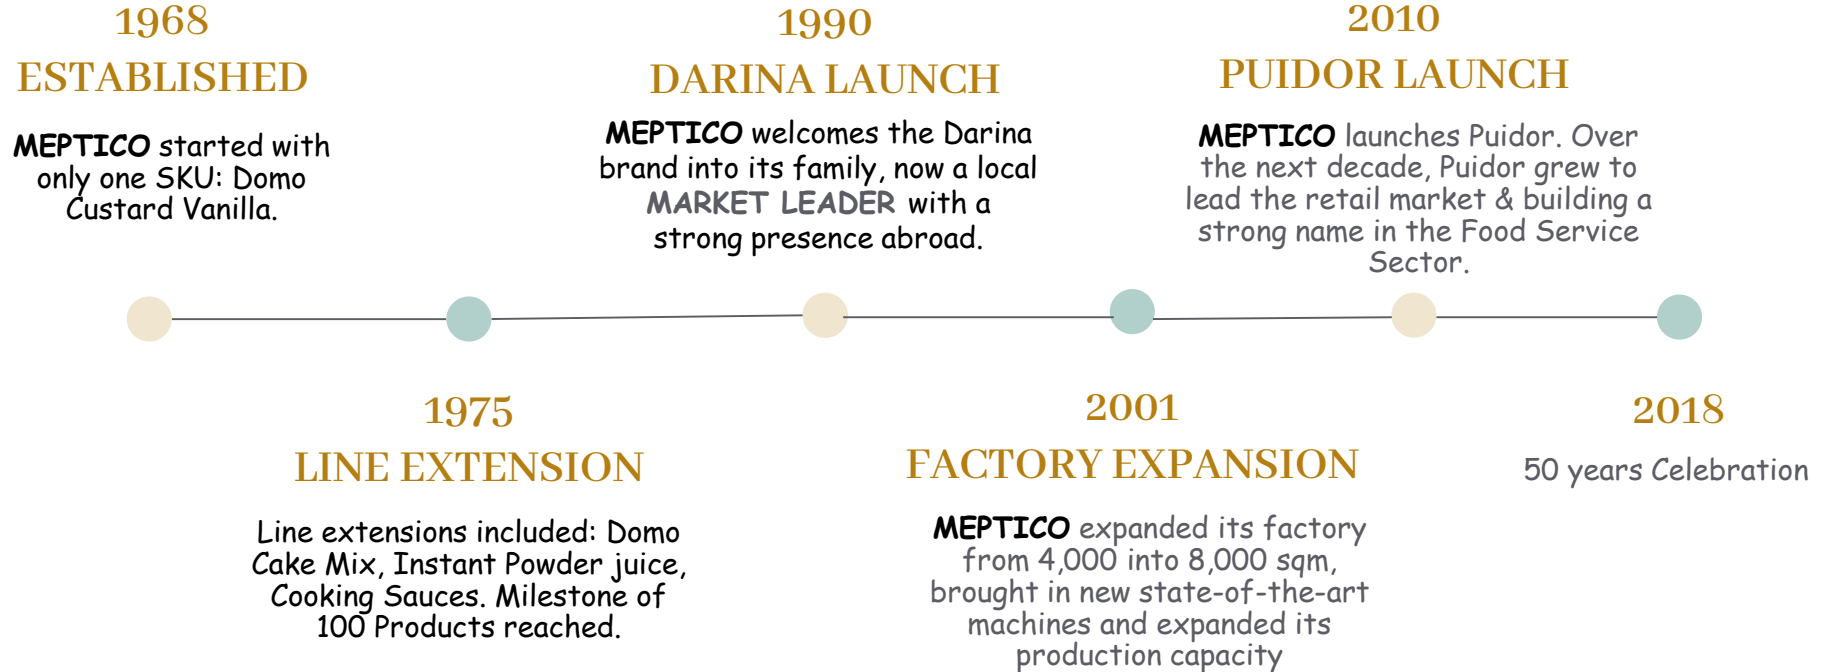 1968
ESTABLISHED
MEPTICO started with
only one SKU: Domo
Custard Vanilla.
1990
DARINA LAUNCH
MEPTICO welcomes the Darina
brand into its family, now a local
MARKET LEADER with a
strong presence abroad.
2010
PUIDOR LAUNCH
MEPTICO launches Puidor. Over
the next decade, Puidor grew to
lead the retail market & building a
strong name in the Food Service
Sector.
1975
LINE EXTENSION
Line extensions included: Domo
Cake Mix, Instant Powder juice,
Cooking Sauces. Milestone of
100 Products reached.
2001
FACTORY EXPANSION
MEPTICO expanded its factory
from 4,000 into 8,000 sqm,
brought in new state-of-the-art
machines and expanded its
production capacity
2018
50 years Celebration